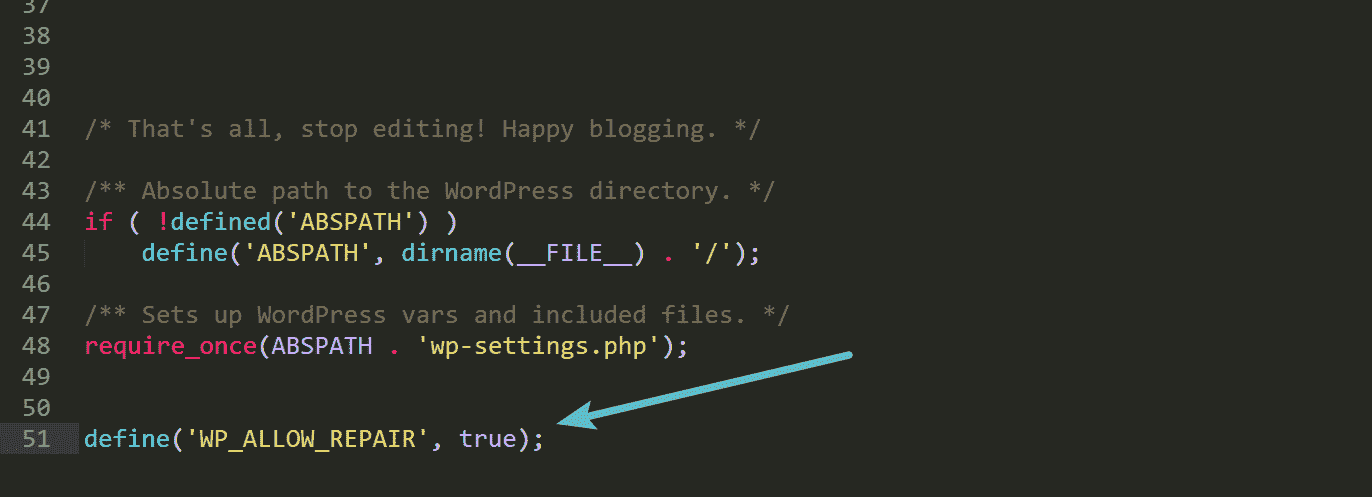 37
38
39
40
41 /* That's all, stop editing! Happy blogging. */
42
43 /** Absolute path to the WordPress directory. */
44 if ( !defined('ABSPATH') )
45     define('ABSPATH', dirname(__FILE__) . '/');
46
47 /** Sets up WordPress vars and included files. */
48 require_once(ABSPATH . 'wp-settings.php');
49
50
51 define('WP_ALLOW_REPAIR', true);